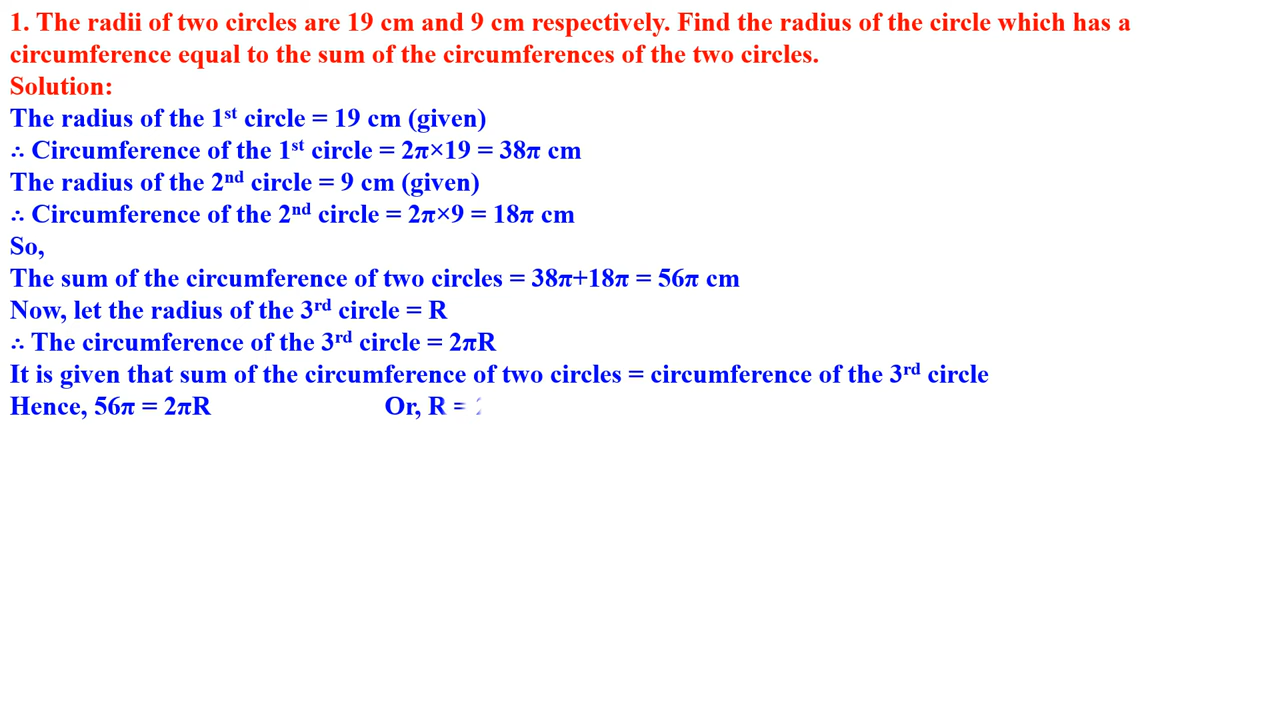 1. The radii of two circles are 19 cm and 9 cm respectively. Find the radius of the circle which has a
circumference equal to the sum of the circumferences of the two circles.
Solution:
The radius of the 1st circle = 19 cm (given)
∴ Circumference of the 1st circle = 2π×19 = 38π cm
The radius of the 2nd circle = 9 cm (given)
∴ Circumference of the 2nd circle = 2π×9 = 18π cm
So,
The sum of the circumference of two circles = 38π+18π = 56π cm
Now, let the radius of the 3rd circle = R
∴ The circumference of the 3rd circle = 2πR
It is given that sum of the circumference of two circles = circumference of the 3rd circle
Hence, 56π = 2πR Or, R =